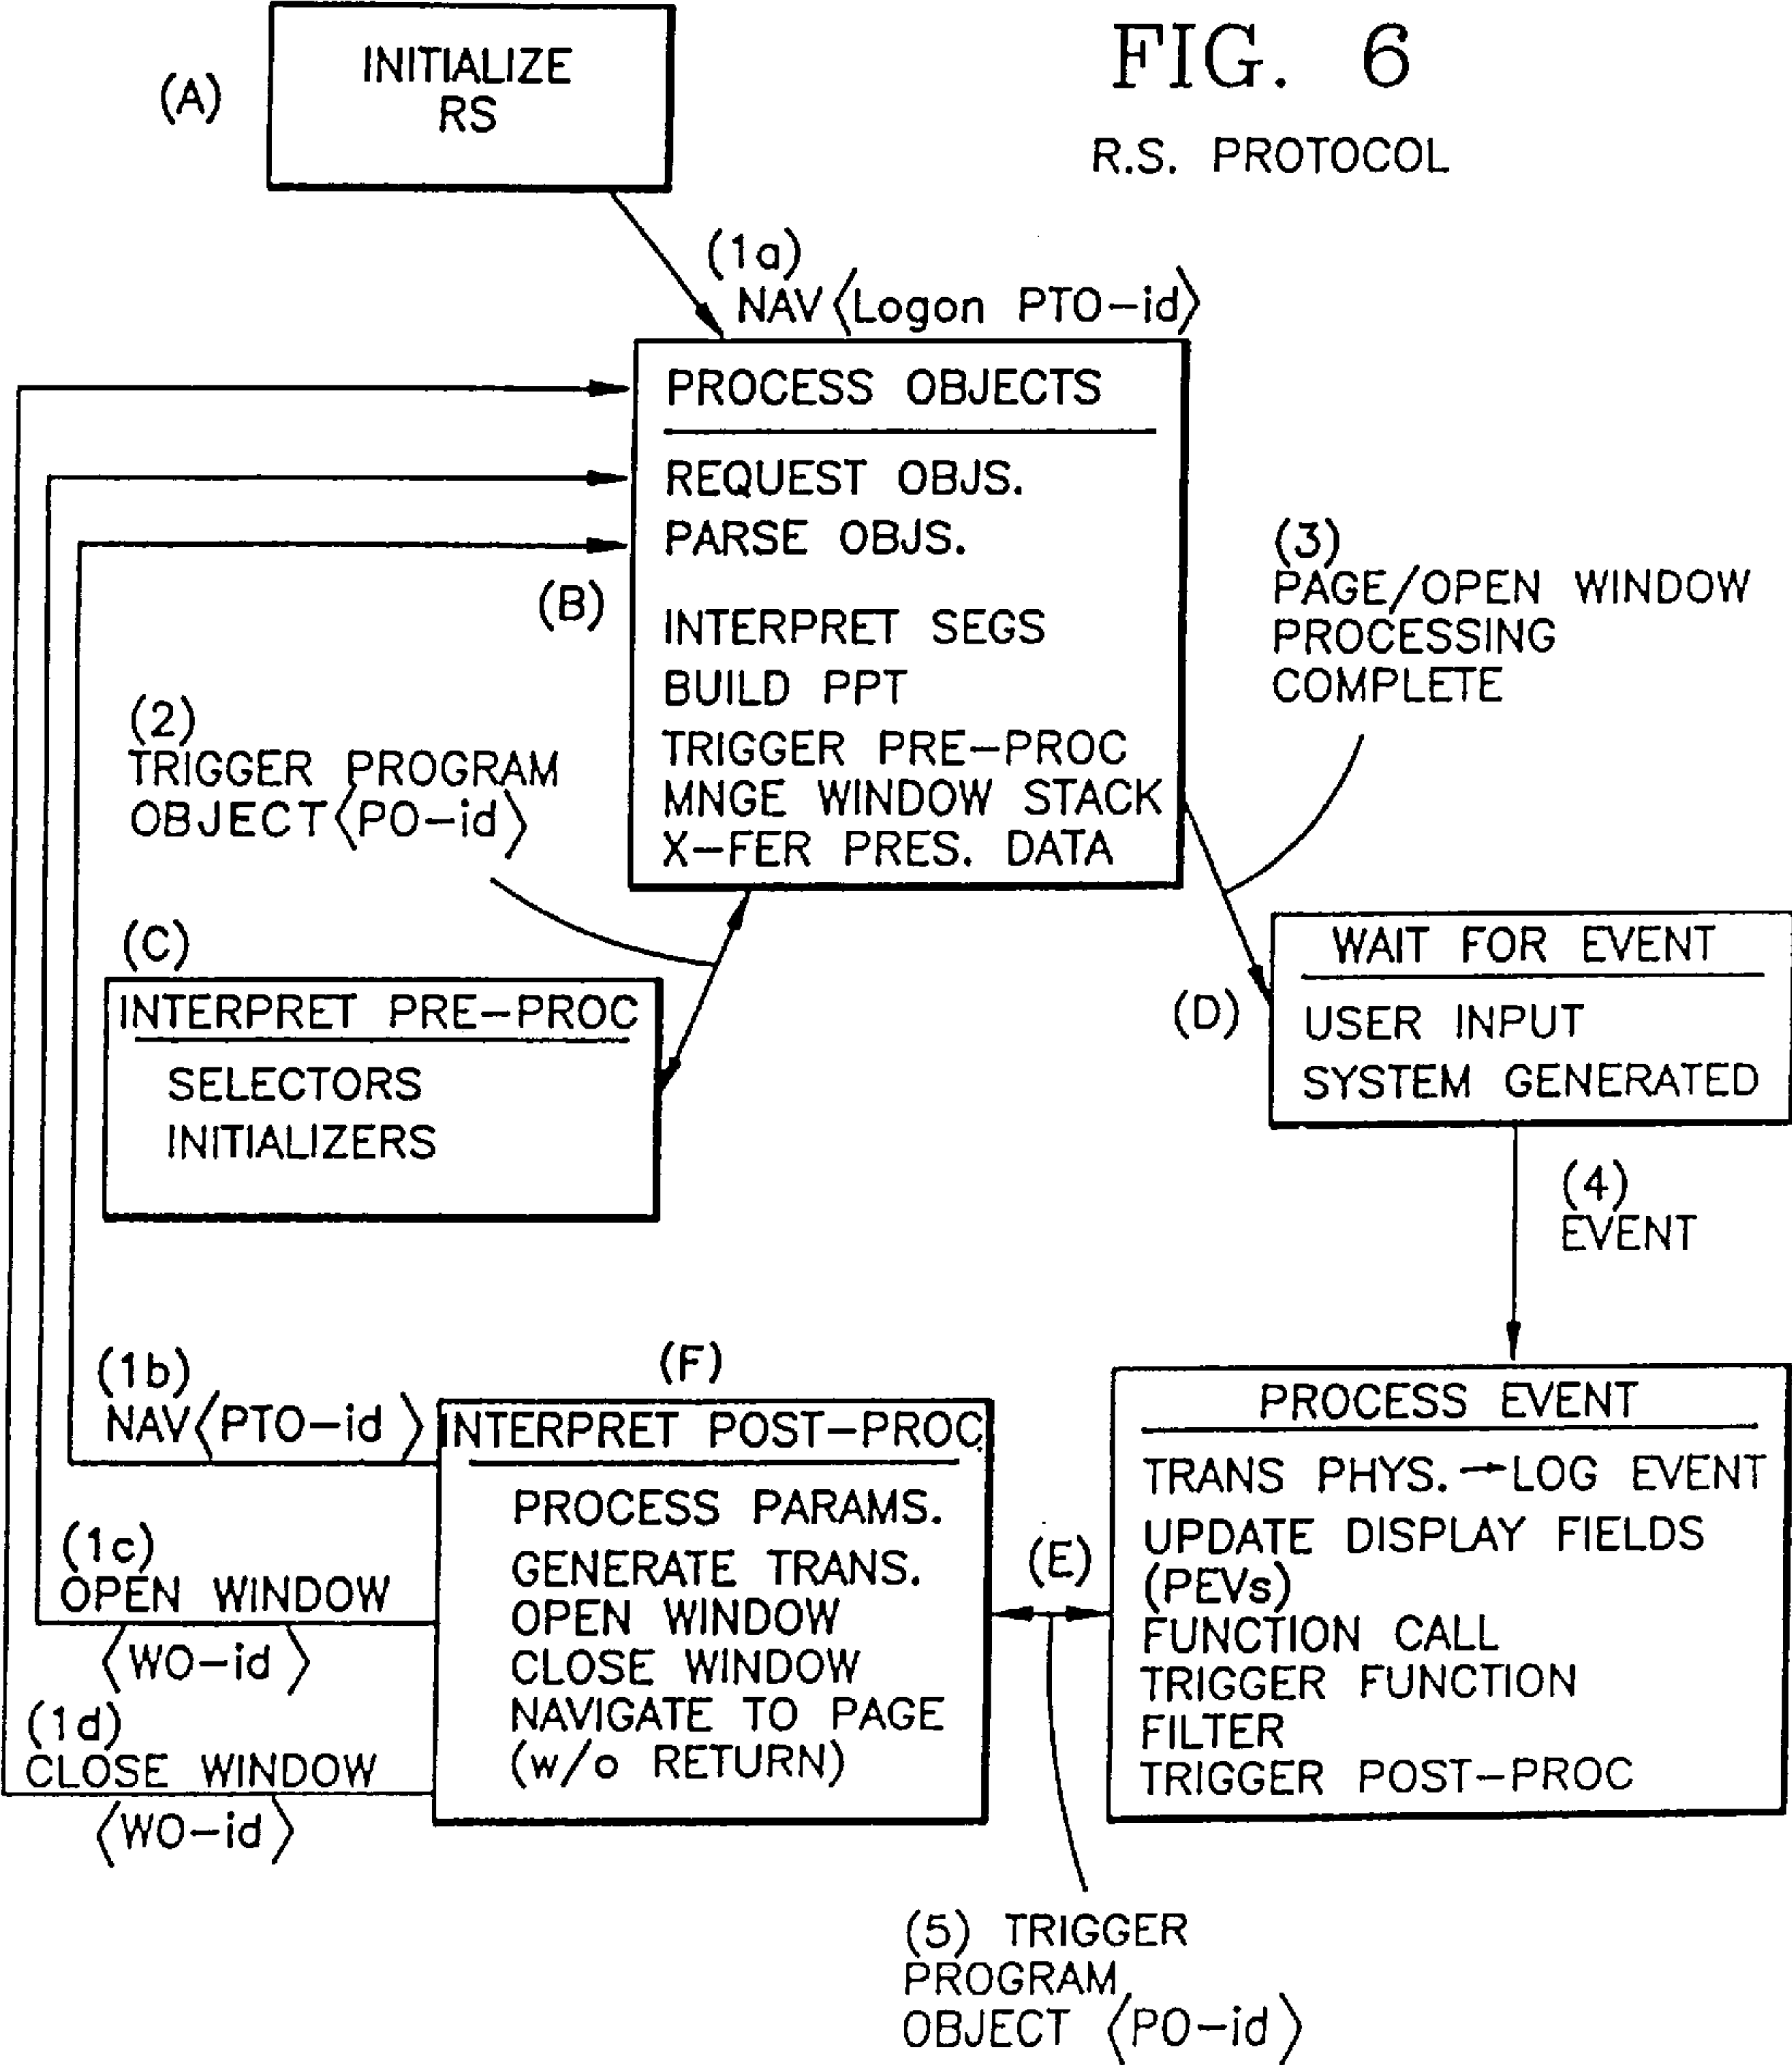 FIG. 6
R.S. PROTOCOL
(A)
INITIALIZE
RS
(1a)
NAV〈Logon PTO-id〉
PROCESS OBJECTS
REQUEST OBJS.
PARSE OBJS.
(B)
INTERPRET SEGS
BUILD PPT
TRIGGER PRE-PROC
MNGE WINDOW STACK
X-FER PRES. DATA
(2)
TRIGGER PROGRAM
OBJECT〈PO-id〉
(3)
PAGE/OPEN WINDOW
PROCESSING
COMPLETE
(C)
INTERPRET PRE-PROC
SELECTORS
INITIALIZERS
(D)
WAIT FOR EVENT
USER INPUT
SYSTEM GENERATED
(4)
EVENT
(1b)
NAV〈PTO-id〉
(1c)
OPEN WINDOW
〈WO-id〉
(1d)
CLOSE WINDOW
〈WO-id〉
(F)
INTERPRET POST-PROC
PROCESS PARAMS.
GENERATE TRANS.
OPEN WINDOW
CLOSE WINDOW
NAVIGATE TO PAGE
(w/o RETURN)
(E)
PROCESS EVENT
TRANS PHYS.→LOG EVENT
UPDATE DISPLAY FIELDS
(PEVs)
FUNCTION CALL
TRIGGER FUNCTION
FILTER
TRIGGER POST-PROC
(5) TRIGGER
PROGRAM
OBJECT 〈PO-id〉